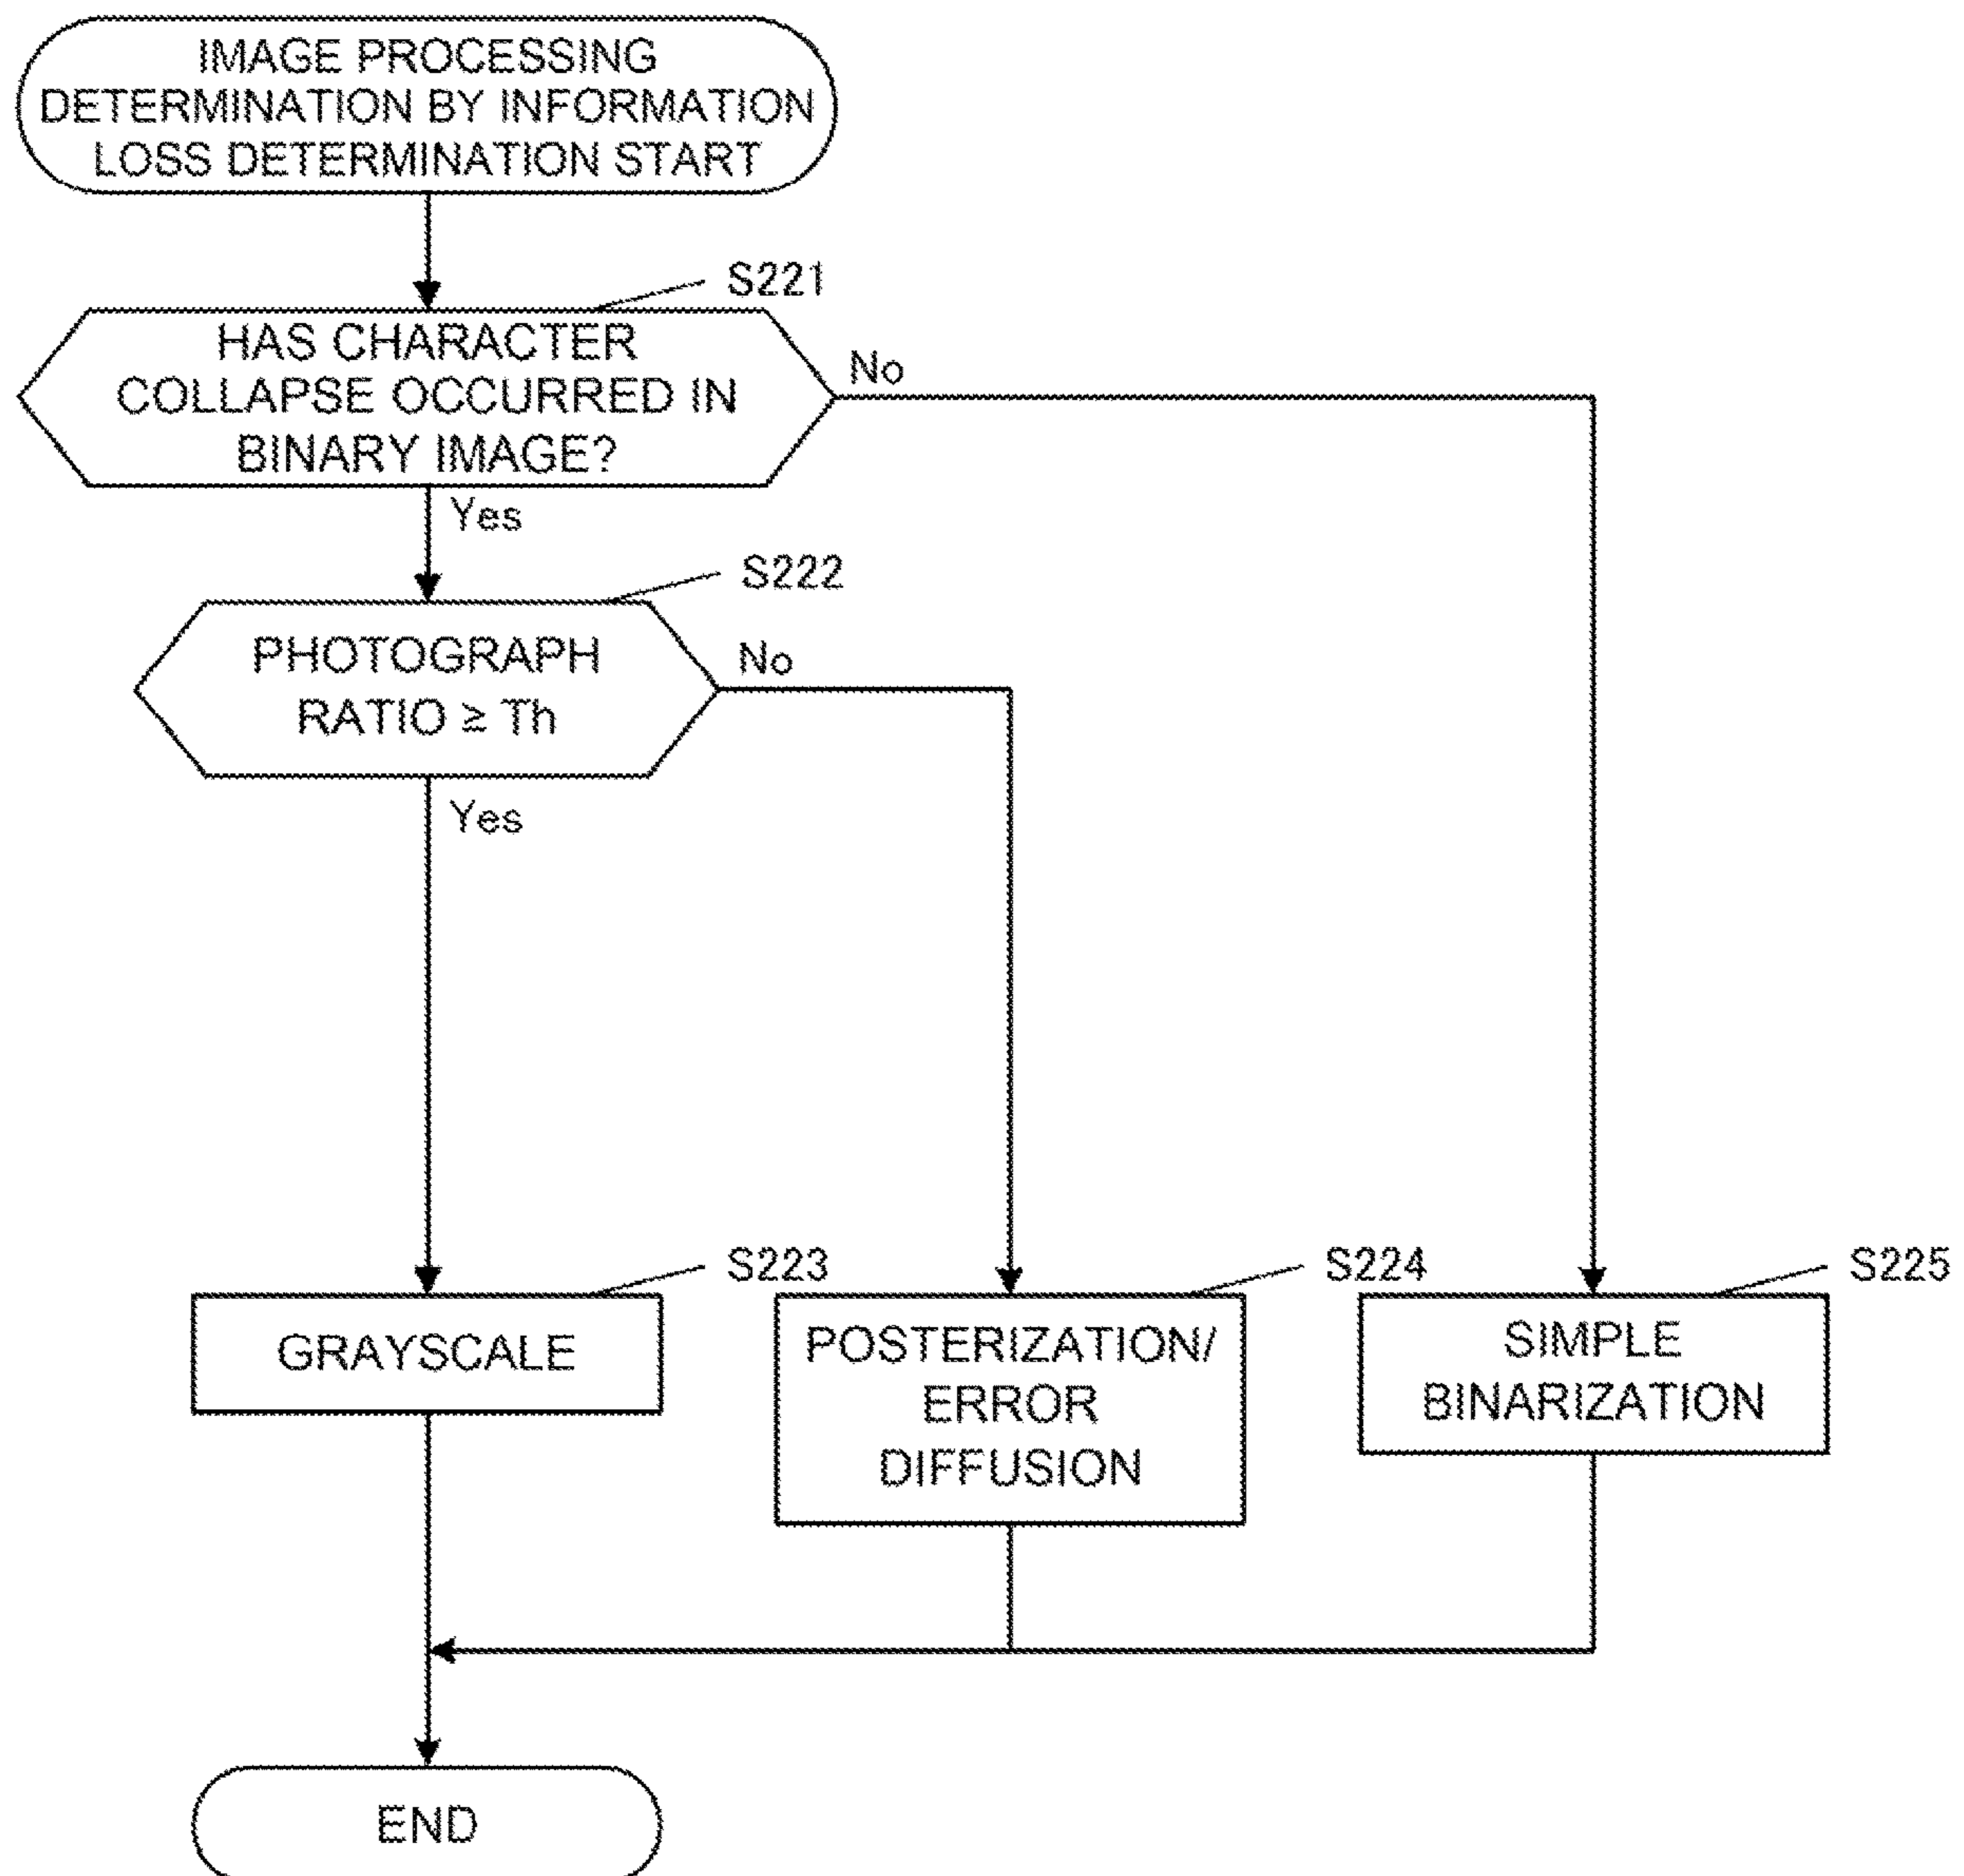 IMAGE PROCESSING
DETERMINATION BY INFORMATION
LOSS DETERMINATION START
S221
HAS CHARACTER
COLLAPSE OCCURRED IN
BINARY IMAGE?
No
Yes
S222
PHOTOGRAPH
RATIO ≧ Th
No
Yes
S223
GRAYSCALE
S224
POSTERIZATION/
ERROR
DIFFUSION
S225
SIMPLE
BINARIZATION
END